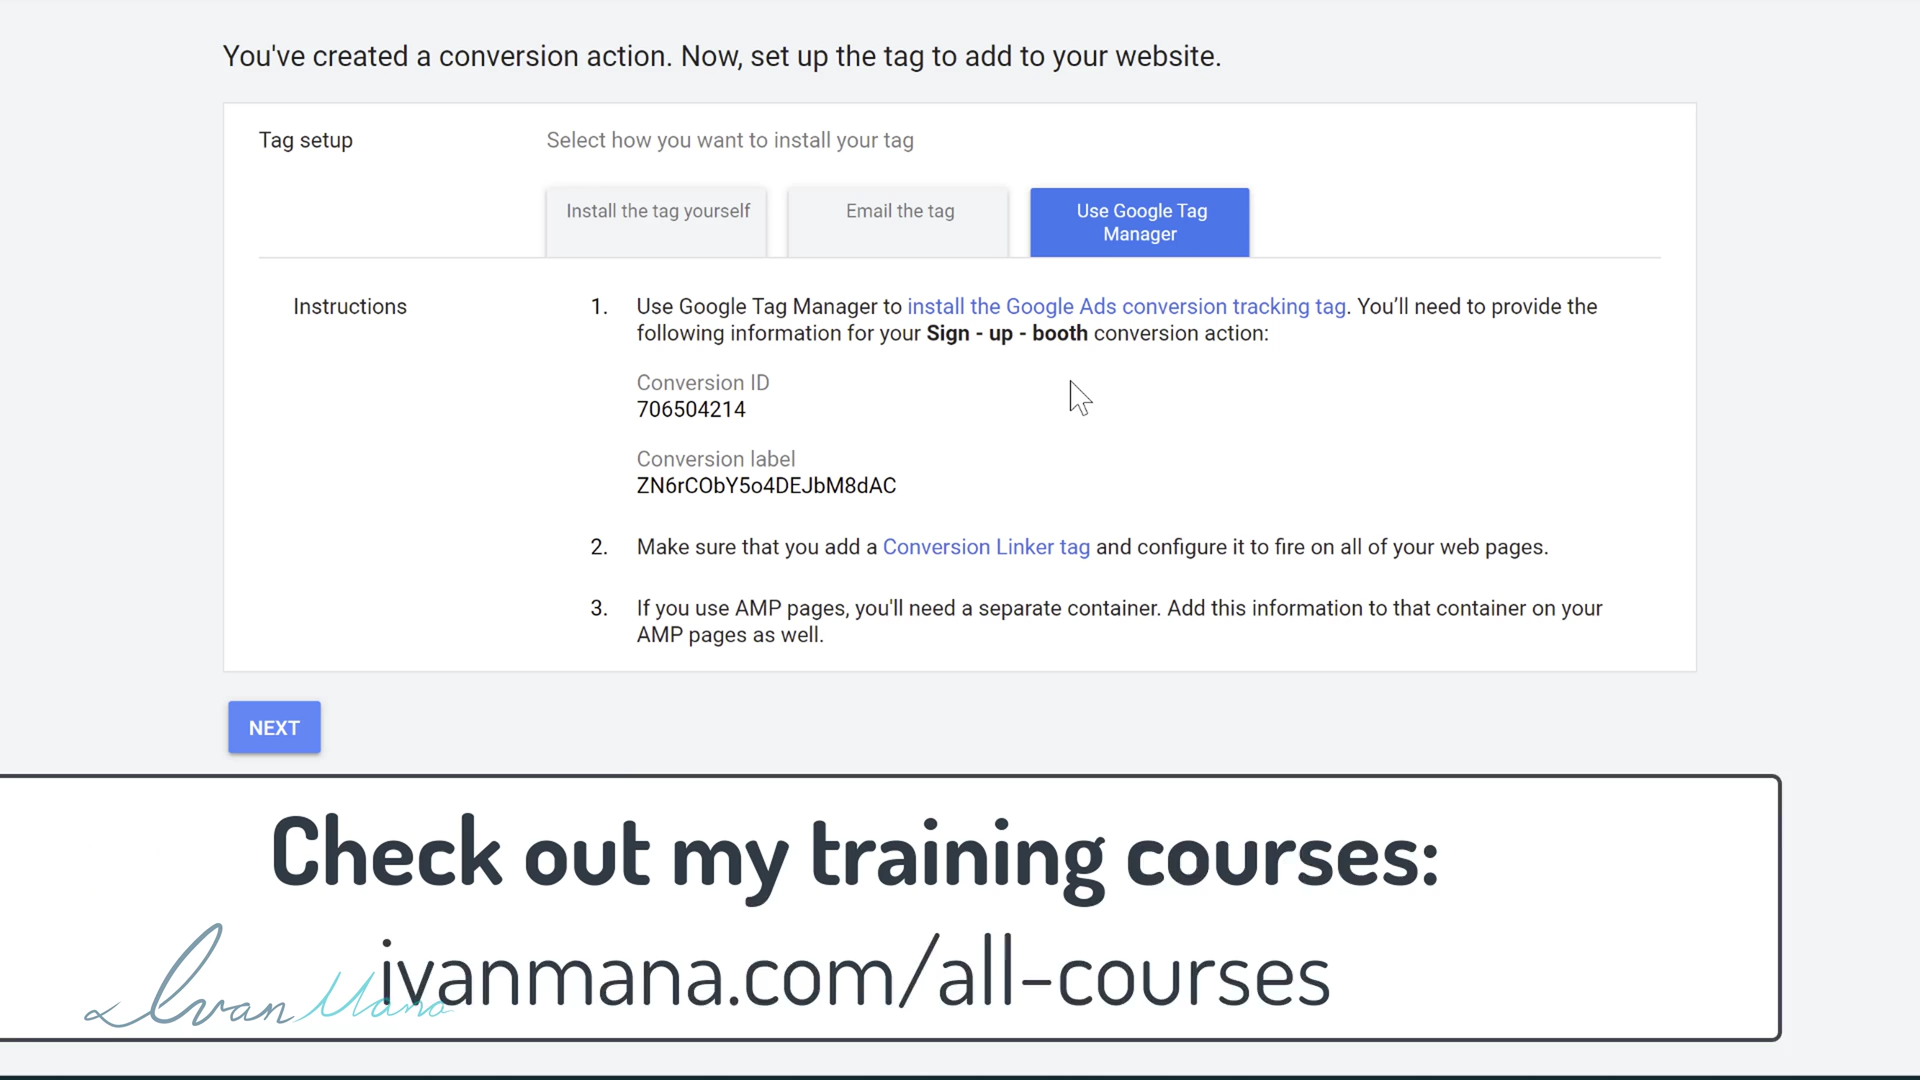 You've created a conversion action. Now, set up the tag to add to your website.
Tag setup
Select how you want to install your tag
Install the tag yourself
Email the tag
Use Google Tag
Manager
Instructions
1. Use Google Tag Manager to install the Google Ads conversion tracking tag. You’ll need to provide the
following information for your Sign - up - booth conversion action:
Conversion ID
706504214
Conversion label
ZN6rCObY5o4DEJbM8dAC
2. Make sure that you add a Conversion Linker tag and configure it to fire on all of your web pages.
3. If you use AMP pages, you'll need a separate container. Add this information to that container on your
AMP pages as well.
NEXT
Check out my training courses:
ivanmana.com/all-courses
Ivan Mana